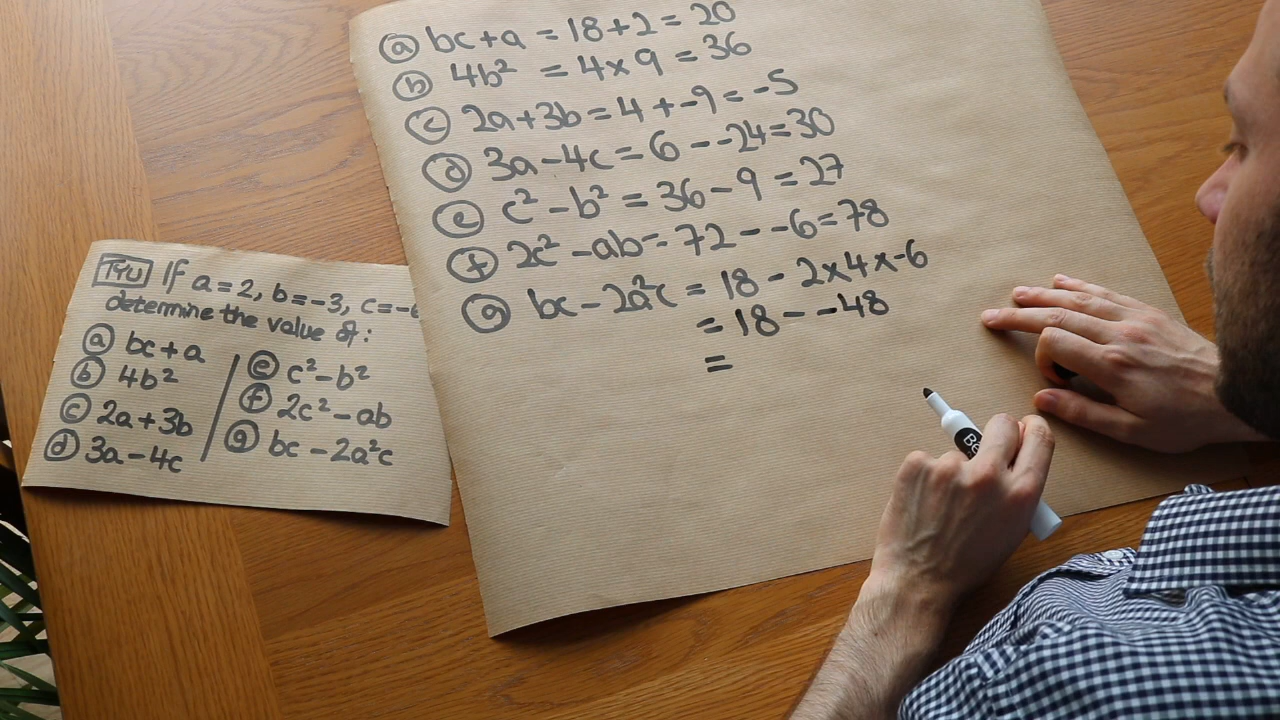 ⓐ bc+a = 18+2 = 20
ⓑ 4b² = 4×9 = 36
ⓒ 2a+3b = 4+-9 = -5
ⓓ 3a-4c = 6--24 = 30
ⓔ c²-b² = 36-9 = 27
ⓕ 2c²-ab = 72--6 = 78
ⓖ bc-2a²c = 18-2×4×-6
= 18--48
=
TRY If a=2, b=-3, c=-6
determine the value of:
ⓐ bc+a
ⓑ 4b²
ⓒ 2a+3b
ⓓ 3a-4c
ⓔ c²-b²
ⓕ 2c²-ab
ⓖ bc-2a²c